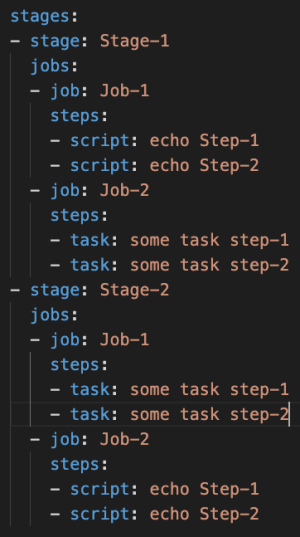 stages:
- stage: Stage-1
  jobs:
  - job: Job-1
    steps:
    - script: echo Step-1
    - script: echo Step-2
  - job: Job-2
    steps:
    - task: some task step-1
    - task: some task step-2
- stage: Stage-2
  jobs:
  - job: Job-1
    steps:
    - task: some task step-1
    - task: some task step-2
  - job: Job-2
    steps:
    - script: echo Step-1
    - script: echo Step-2